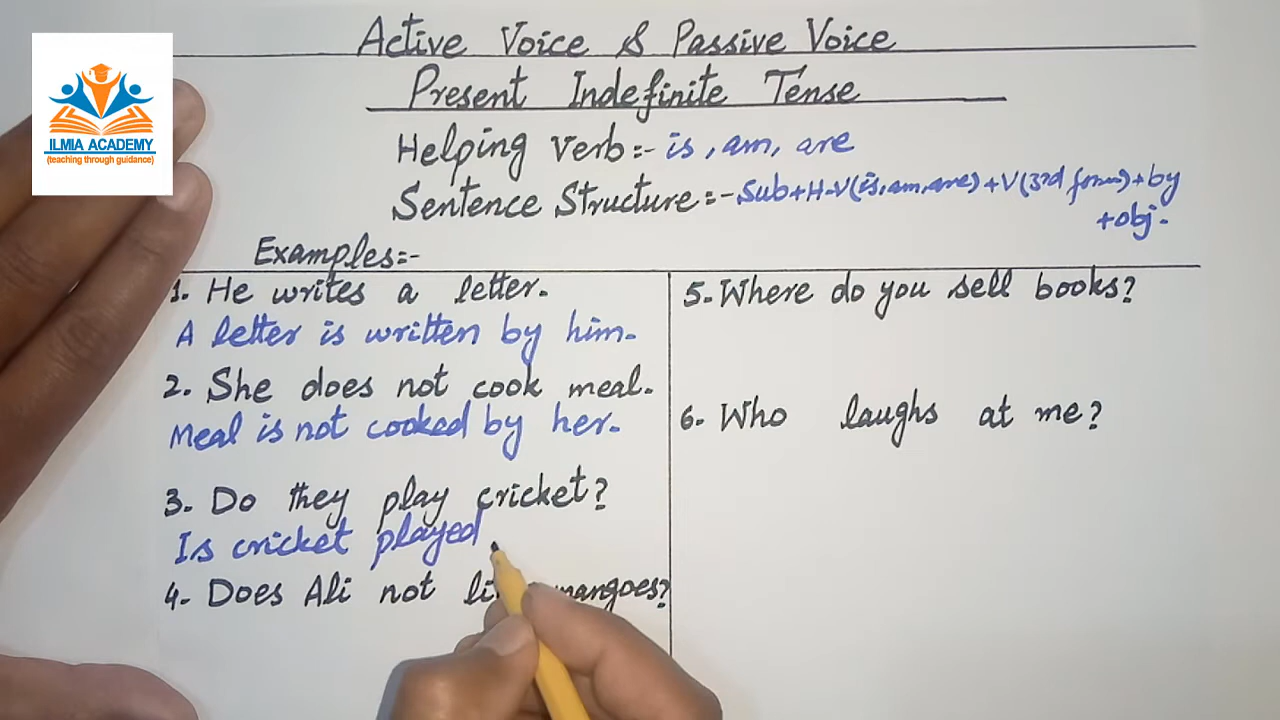 Active Voice & Passive Voice
Present Indefinite Tense
ILMIA ACADEMY
(teaching through guidance)
Helping Verb:- is, am, are
Sentence Structure:- Sub+H-V(is,am,are)+V(3rd form)+by
+obj.
Examples:-
1. He writes a letter.
A letter is written by him.
2. She does not cook meal.
Meal is not cooked by her.
3. Do they play cricket?
Is cricket played
4. Does Ali not mangoes?
5. Where do you sell books?
6. Who laughs at me?